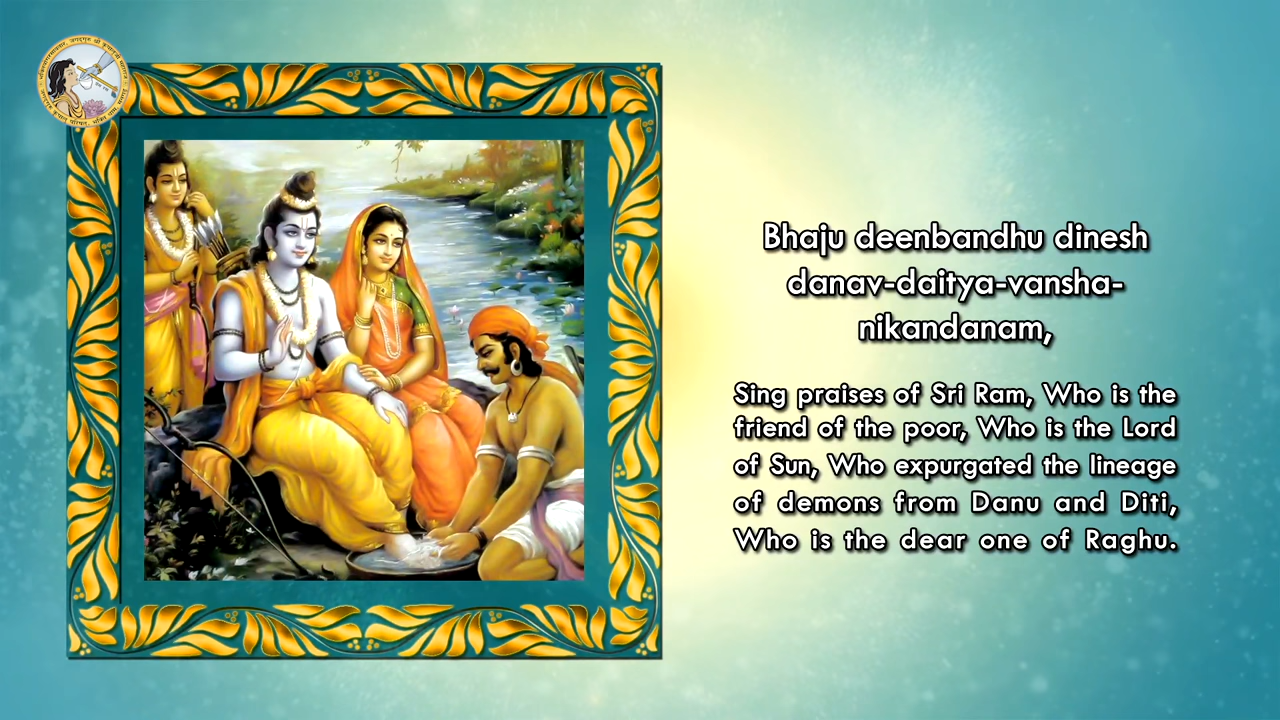 Bhaju deenbandhu dinesh
danav-daitya-vansha-
nikandanam,
Sing praises of Sri Ram, Who is the
friend of the poor, Who is the Lord
of Sun, Who expurgated the lineage
of demons from Danu and Diti,
Who is the dear one of Raghu.